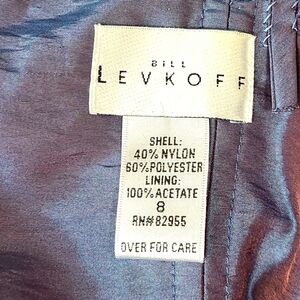 BILL
LEVKOFF
SHELL:
40% NYLON
60% POLYESTER
LINING:
100% ACETATE
8
RN#82955
OVER FOR CARE